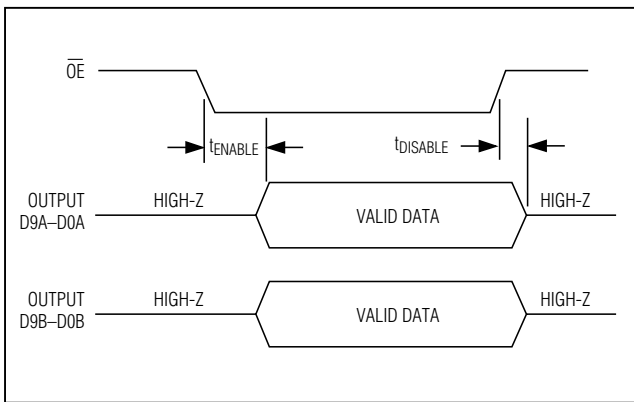 OE
tENABLE
tDISABLE
OUTPUT
D9A–D0A
HIGH-Z
VALID DATA
HIGH-Z
OUTPUT
D9B–D0B
HIGH-Z
VALID DATA
HIGH-Z